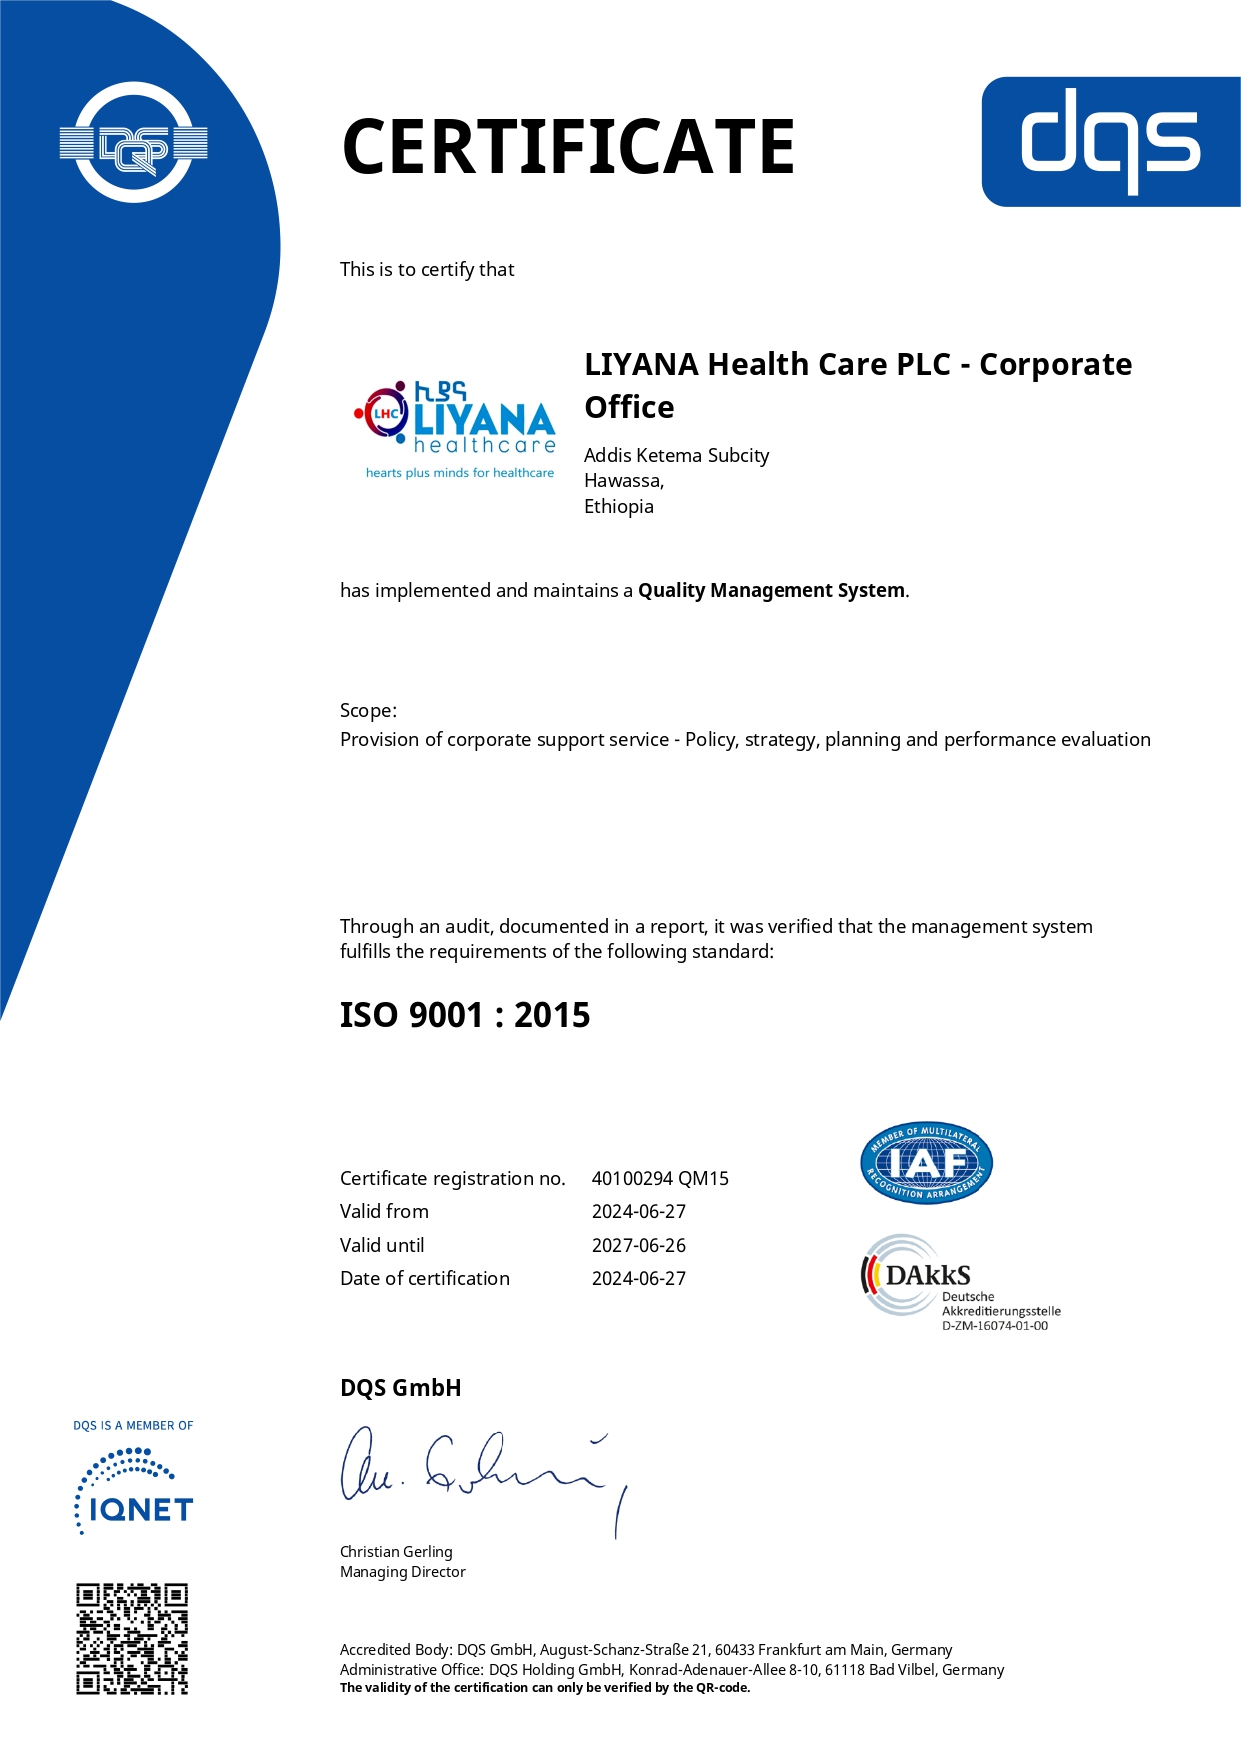 DQS
CERTIFICATE
dqs
This is to certify that
ሊያና
LHC
LIYANA
healthcare
hearts plus minds for healthcare
LIYANA Health Care PLC - Corporate
Office
Addis Ketema Subcity
Hawassa,
Ethiopia
has implemented and maintains a Quality Management System.
Scope:
Provision of corporate support service - Policy, strategy, planning and performance evaluation
Through an audit, documented in a report, it was verified that the management system
fulfills the requirements of the following standard:
ISO 9001 : 2015
Certificate registration no. 40100294 QM15
Valid from 2024-06-27
Valid until 2027-06-26
Date of certification 2024-06-27
MEMBER OF MULTILATERAL
IAF
RECOGNITION ARRANGEMENT
DAkkS
Deutsche
Akkreditierungsstelle
D-ZM-16074-01-00
DQS GmbH
Christian Gerling
Managing Director
DQS IS A MEMBER OF
IQNET
Accredited Body: DQS GmbH, August-Schanz-Straße 21, 60433 Frankfurt am Main, Germany
Administrative Office: DQS Holding GmbH, Konrad-Adenauer-Allee 8-10, 61118 Bad Vilbel, Germany
The validity of the certification can only be verified by the QR-code.